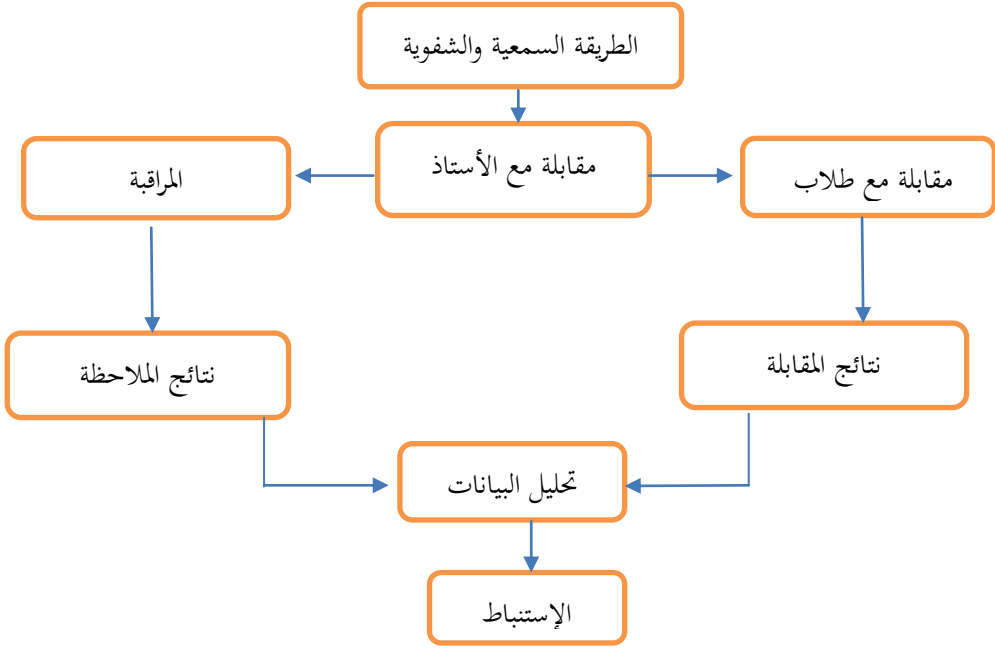 الطريقة السمعية والشفوية
مقابلة مع الأستاذ
مقابلة مع طلاب
المراقبة
نتائج المقابلة
نتائج الملاحظة
تحليل البيانات
الإستنباط